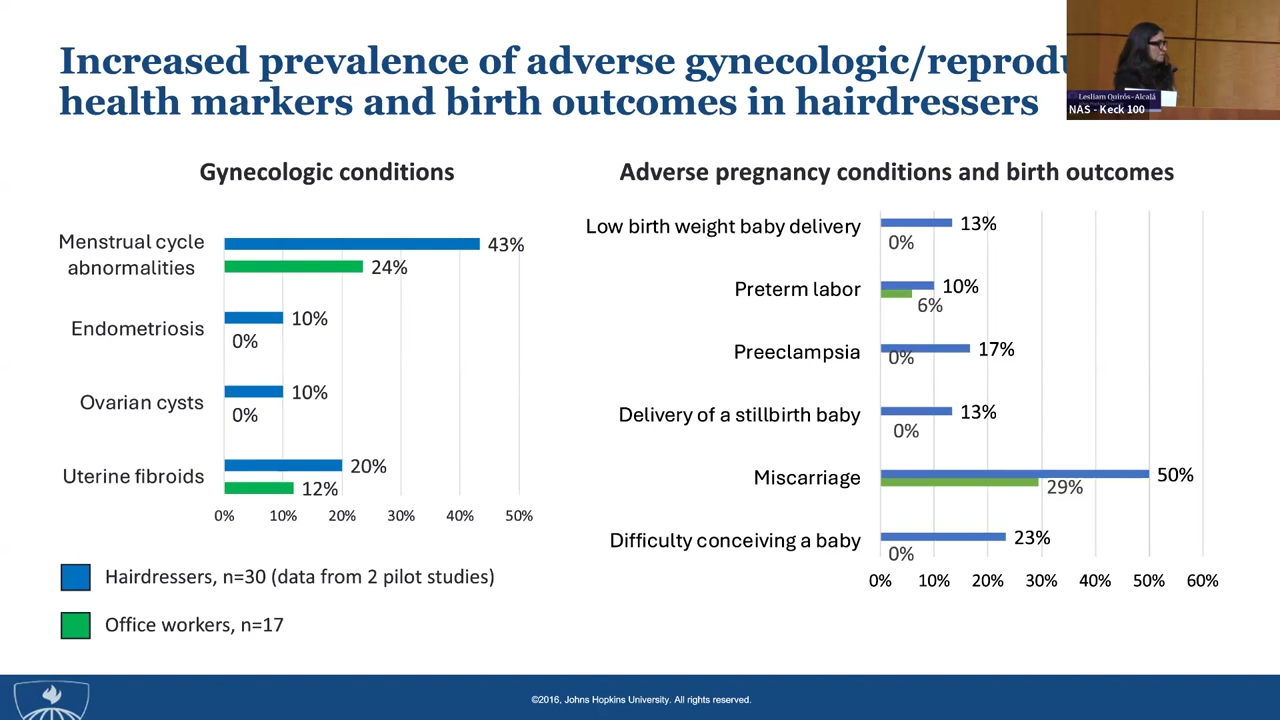 Increased prevalence of adverse gynecologic/reprodu
health markers and birth outcomes in hairdressers
Lesliam Quirós-Alcalá
NAS - Keck 100
Gynecologic conditions
Menstrual cycle
abnormalities
43%
24%
Endometriosis
10%
0%
Ovarian cysts
10%
0%
Uterine fibroids
20%
12%
0% 10% 20% 30% 40% 50%
Hairdressers, n=30 (data from 2 pilot studies)
Office workers, n=17
Adverse pregnancy conditions and birth outcomes
Low birth weight baby delivery
13%
0%
Preterm labor
10%
6%
Preeclampsia
17%
0%
Delivery of a stillbirth baby
13%
0%
Miscarriage
50%
29%
Difficulty conceiving a baby
23%
0%
0% 10% 20% 30% 40% 50% 60%
©2016, Johns Hopkins University. All rights reserved.